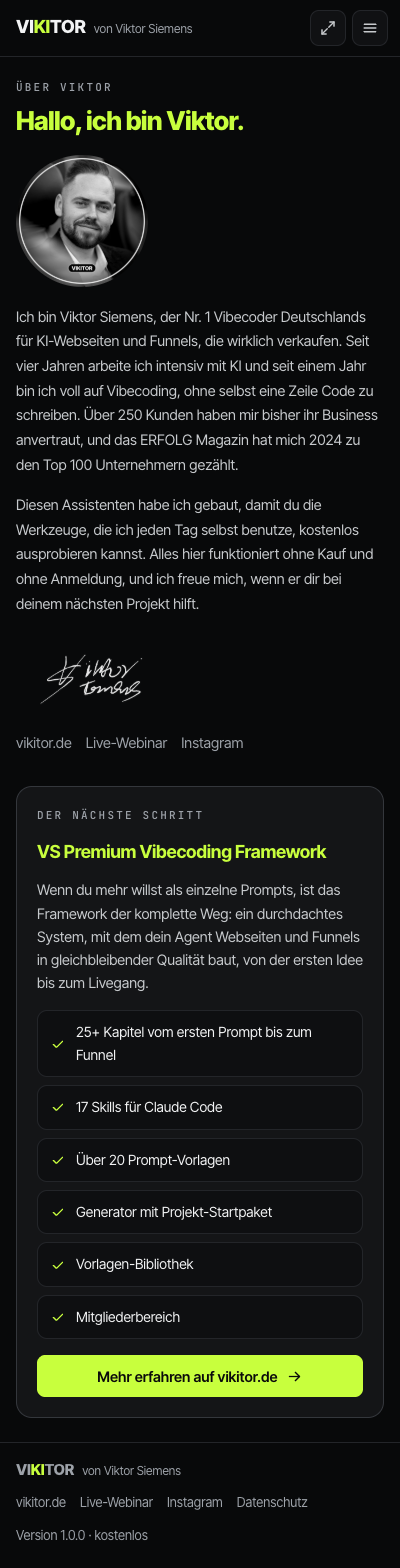 VIKITOR von Viktor Siemens
ÜBER VIKTOR
Hallo, ich bin Viktor.
VIKITOR
Ich bin Viktor Siemens, der Nr. 1 Vibecoder Deutschlands
für KI-Webseiten und Funnels, die wirklich verkaufen. Seit
vier Jahren arbeite ich intensiv mit KI und seit einem Jahr
bin ich voll auf Vibecoding, ohne selbst eine Zeile Code zu
schreiben. Über 250 Kunden haben mir bisher ihr Business
anvertraut, und das ERFOLG Magazin hat mich 2024 zu
den Top 100 Unternehmern gezählt.
Diesen Assistenten habe ich gebaut, damit du die
Werkzeuge, die ich jeden Tag selbst benutze, kostenlos
ausprobieren kannst. Alles hier funktioniert ohne Kauf und
ohne Anmeldung, und ich freue mich, wenn er dir bei
deinem nächsten Projekt hilft.
Viktor
vikitor.de Live-Webinar Instagram
DER NÄCHSTE SCHRITT
VS Premium Vibecoding Framework
Wenn du mehr willst als einzelne Prompts, ist das
Framework der komplette Weg: ein durchdachtes
System, mit dem dein Agent Webseiten und Funnels
in gleichbleibender Qualität baut, von der ersten Idee
bis zum Livegang.
25+ Kapitel vom ersten Prompt bis zum
Funnel
17 Skills für Claude Code
Über 20 Prompt-Vorlagen
Generator mit Projekt-Startpaket
Vorlagen-Bibliothek
Mitgliederbereich
Mehr erfahren auf vikitor.de →
VIKITOR von Viktor Siemens
vikitor.de Live-Webinar Instagram Datenschutz
Version 1.0.0 · kostenlos